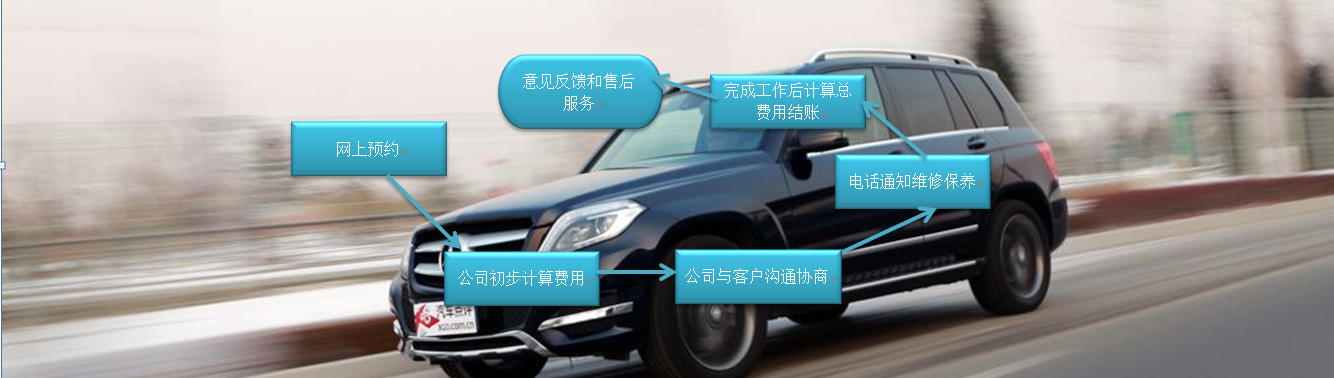 网上预约
公司初步计算费用
公司与客户沟通协商
电话通知维修保养
完成工作后计算总
费用结账
意见反馈和售后
服务
汽车点评
xgo.com.cn